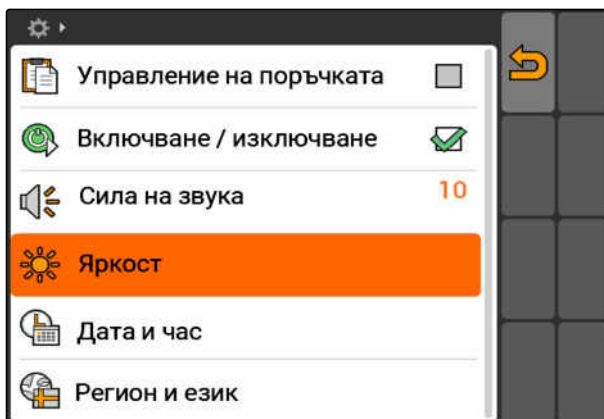 Управление на поръчката
Включване / изключване
Сила на звука 10
Яркост
Дата и час
Регион и език